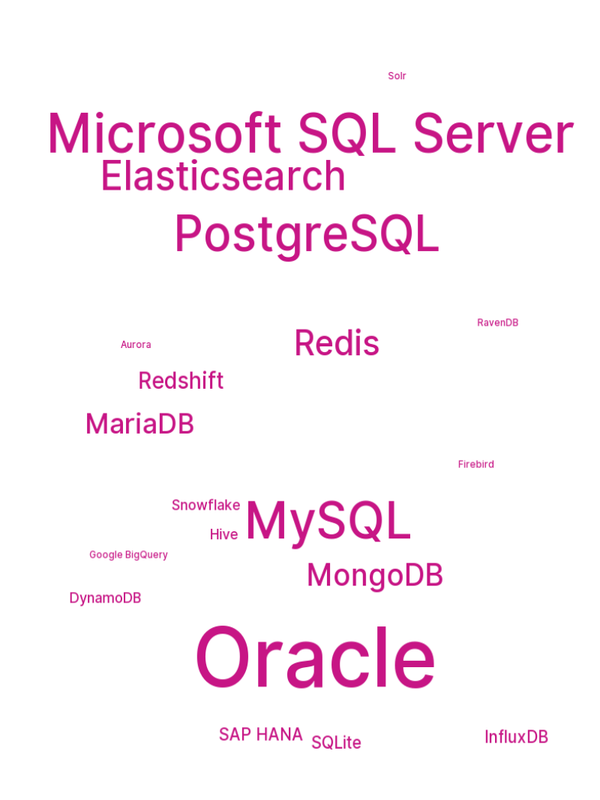 Solr
Microsoft SQL Server
Elasticsearch
PostgreSQL
RavenDB
Redis
Aurora
Redshift
MariaDB
Firebird
Snowflake
MySQL
Hive
Google BigQuery
MongoDB
DynamoDB
Oracle
SAP HANA
SQLite
InfluxDB